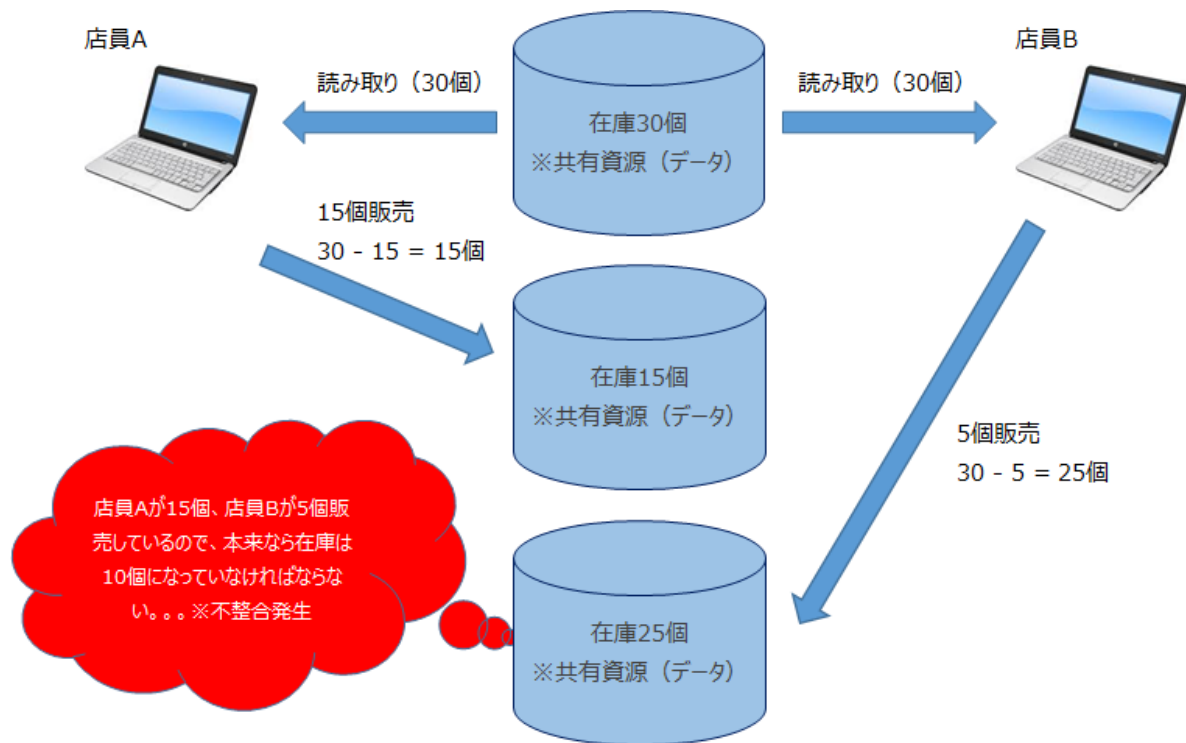 店員A
店員B
読み取り（30個）
読み取り（30個）
在庫30個
※共有資源（データ）
15個販売
30 - 15 = 15個
在庫15個
※共有資源（データ）
5個販売
30 - 5 = 25個
店員Aが15個、店員Bが5個販
売しているので、本来なら在庫は
10個になっていなければならな
い。。。※不整合発生
在庫25個
※共有資源（データ）